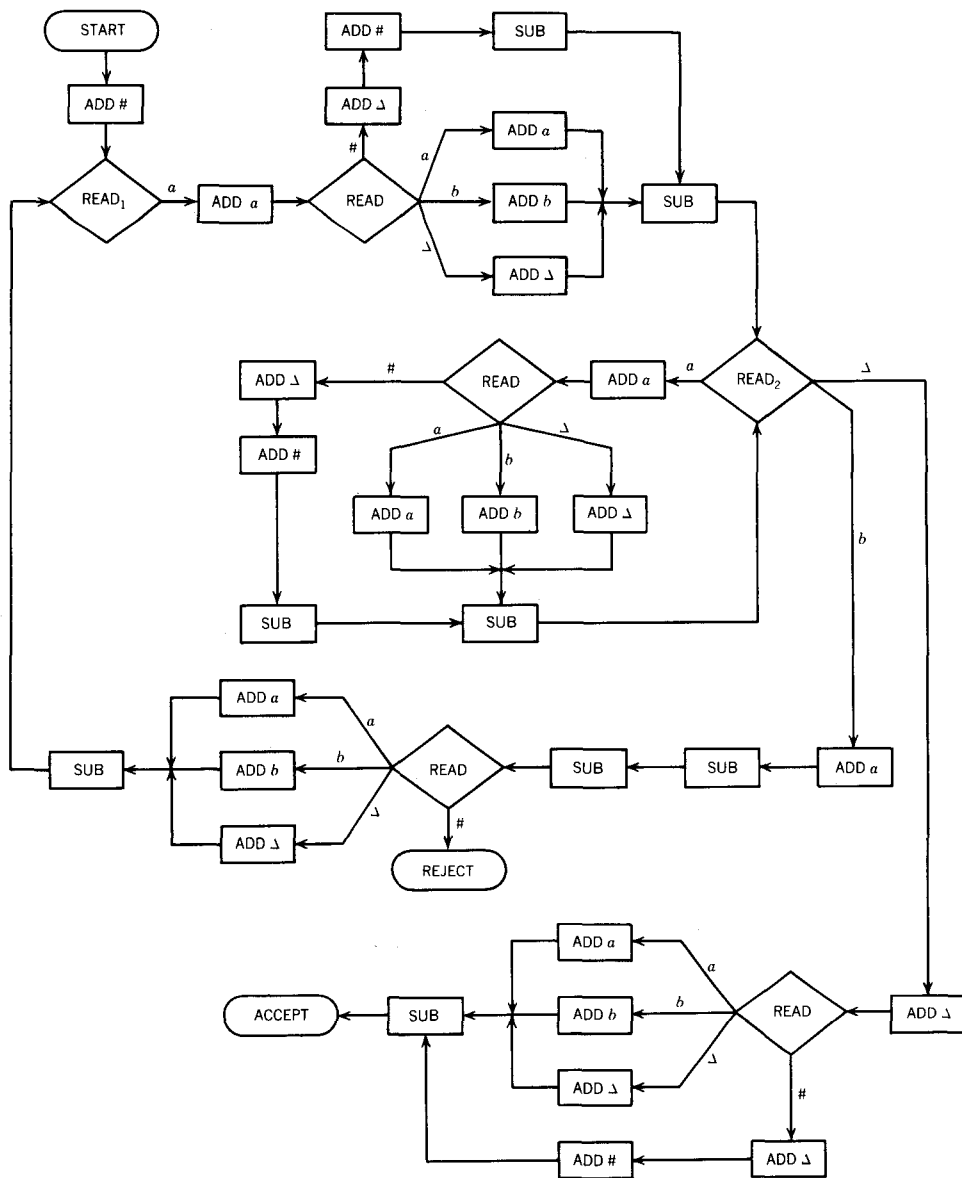 START
ADD #
SUB
ADD #
ADD Δ
#
ADD a
a
READ₁
a
ADD a
READ
b
ADD b
SUB
Δ
ADD Δ
ADD Δ
#
READ
ADD a
a
READ₂
Δ
ADD #
a
b
Δ
ADD a
ADD b
ADD Δ
b
SUB
SUB
ADD a
a
SUB
ADD b
b
READ
SUB
SUB
ADD a
ADD Δ
Δ
#
REJECT
ADD a
a
ACCEPT
SUB
ADD b
b
READ
ADD Δ
ADD Δ
Δ
#
ADD #
ADD Δ